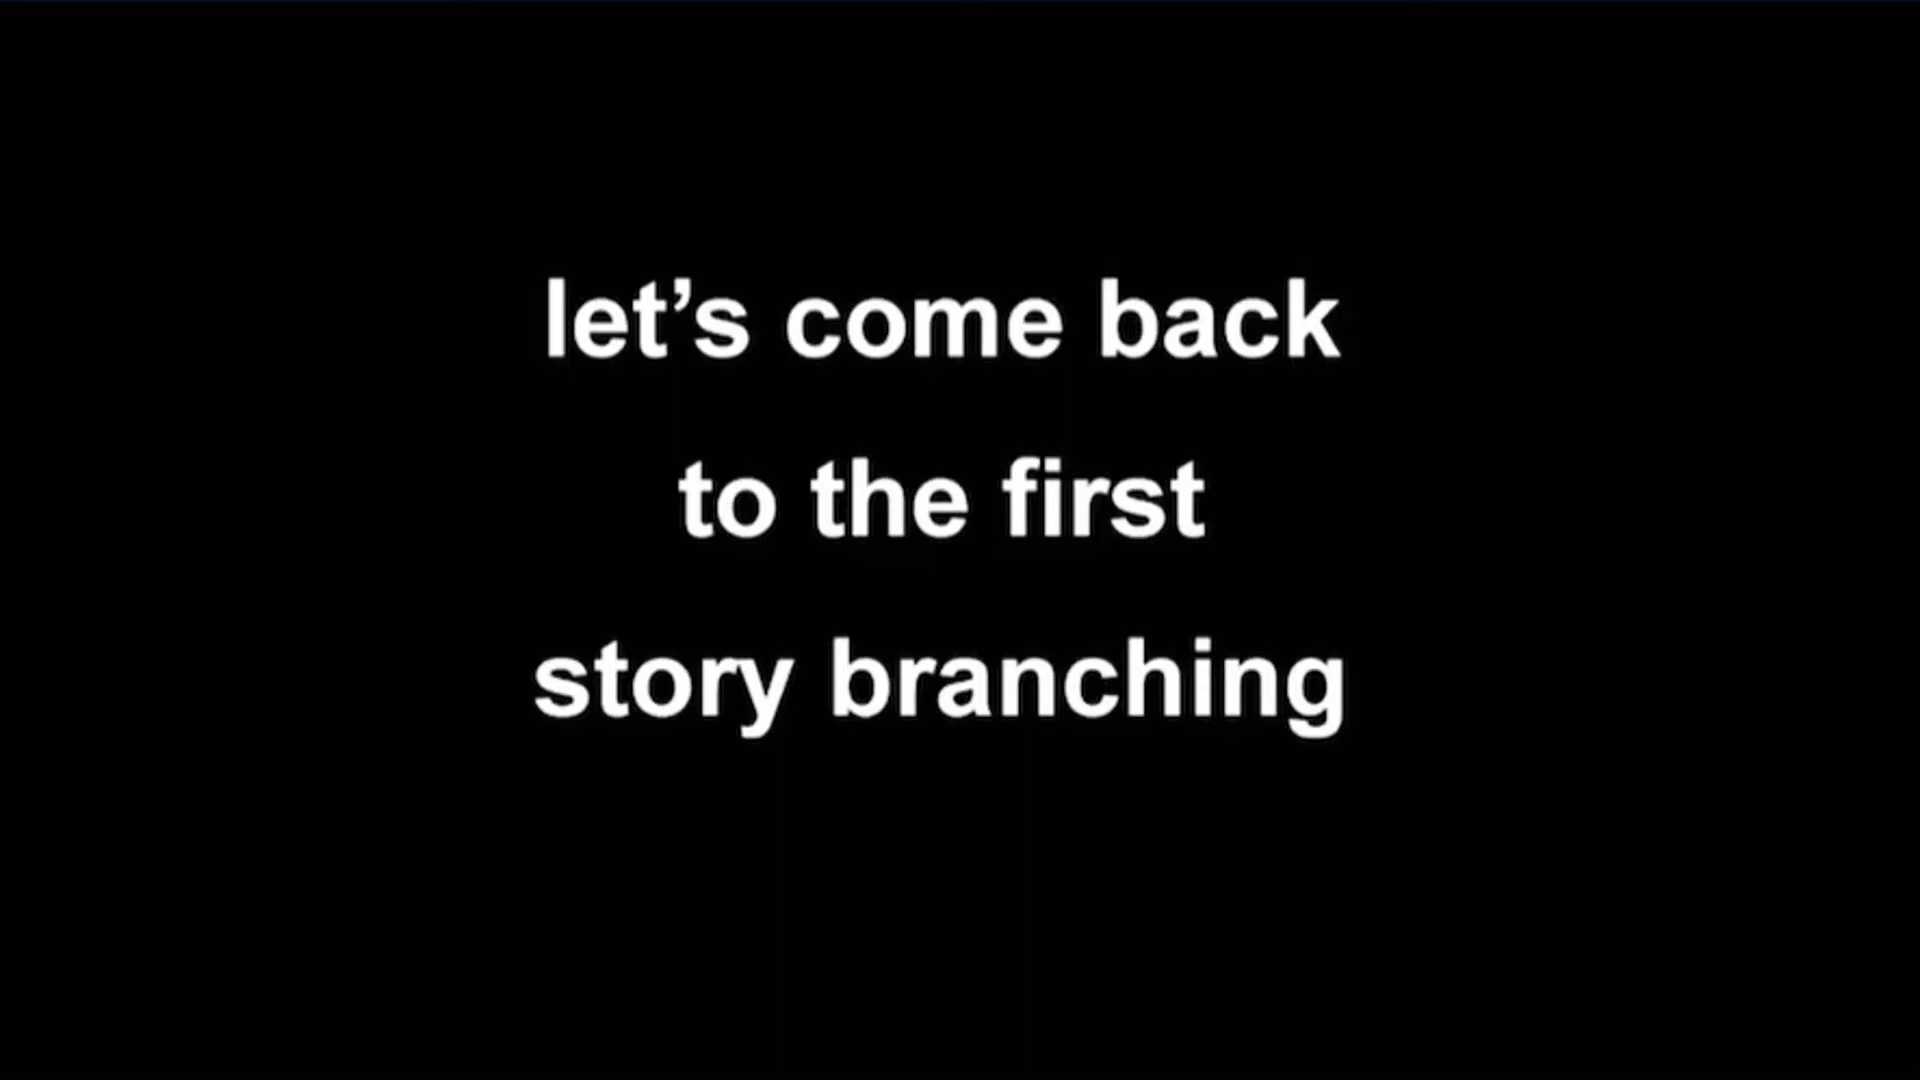 let’s come back
to the first
story branching